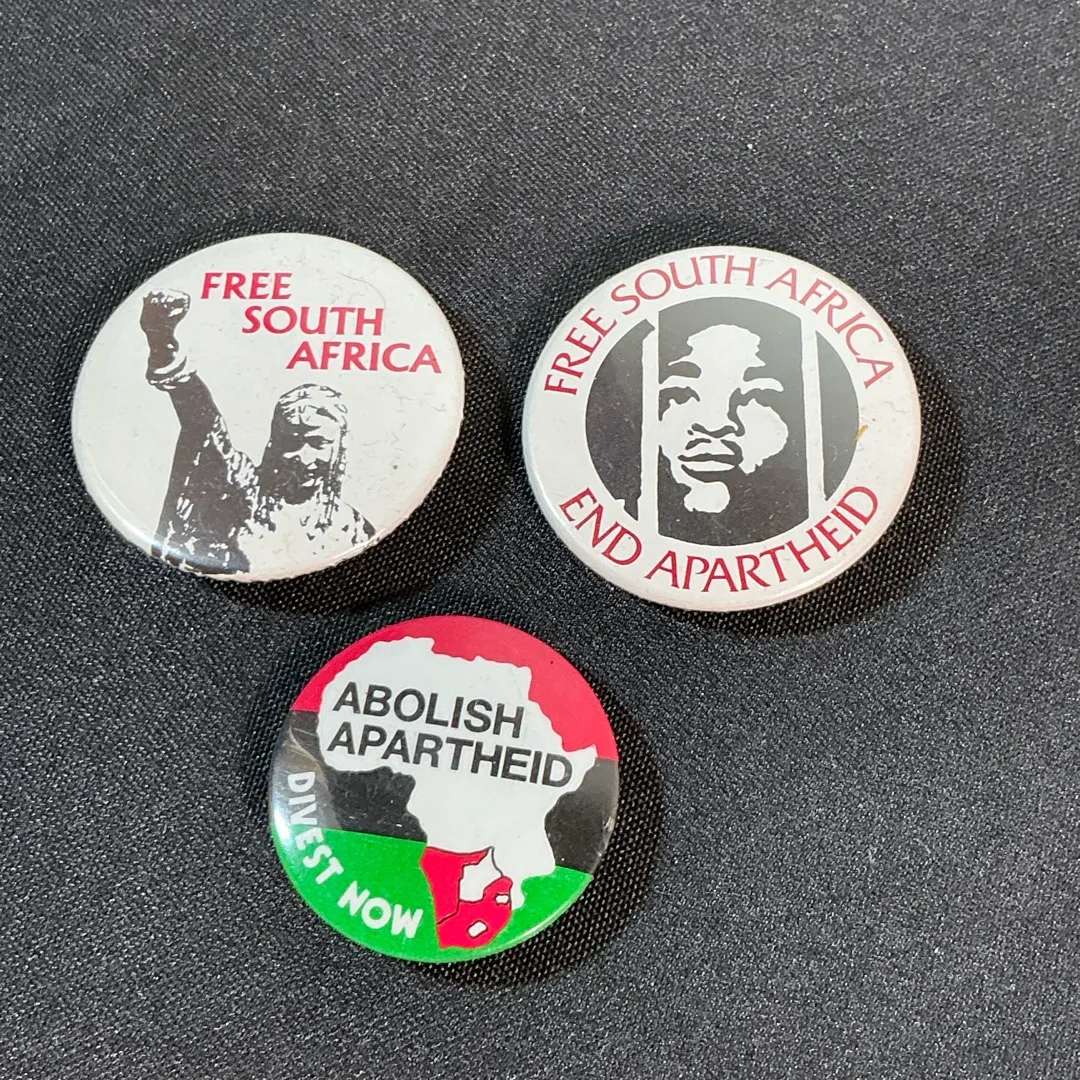 FREE
SOUTH
AFRICA
FREE SOUTH AFRICA
END APARTHEID
ABOLISH
APARTHEID
DIVEST NOW